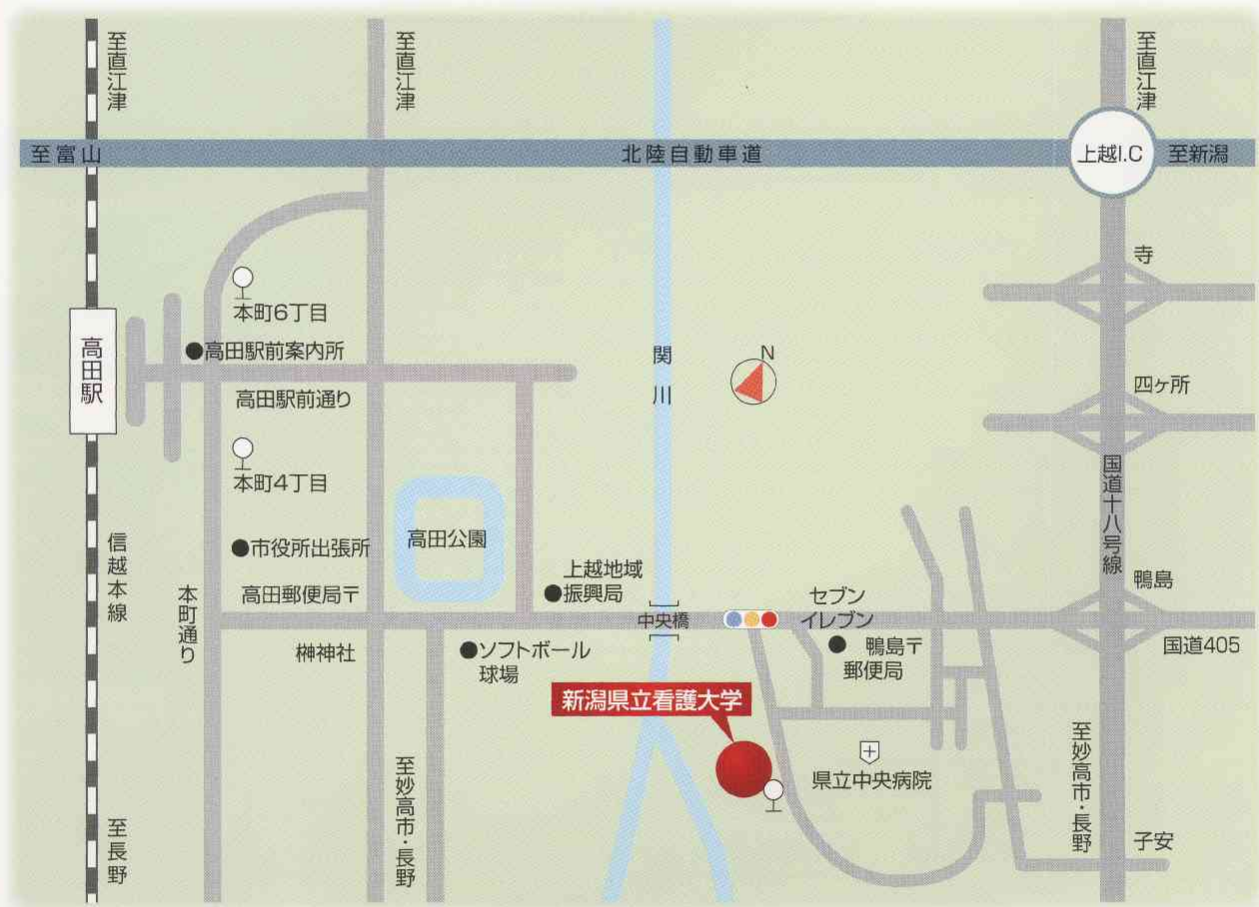 至直江津
至直江津
至直江津
至富山
北陸自動車道
上越I.C
至新潟
寺
本町6丁目
高田駅前案内所
高田駅
関川
N
四ヶ所
高田駅前通り
本町4丁目
国道十八号線
高田公園
信越本線
市役所出張所
上越地域
振興局
鴨島
高田郵便局〒
本町通り
中央橋
セブン
イレブン
榊神社
ソフトボール
球場
鴨島〒
郵便局
国道405
新潟県立看護大学
県立中央病院
至妙高市・長野
至妙高市・長野
至長野
子安